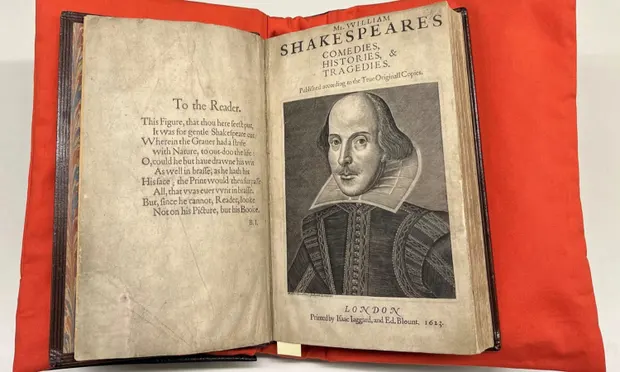 To the Reader.
This Figure, that thou here seest put,
It was for gentle Shakespeare cut;
Wherein the Grauer had a strife
with Nature, to out-doo the life:
O, could he but haue drawne his wit
As well in brasse, as he hath hit
His face, the Print would then surpasse
All, that vvas euer vvrit in brasse.
But, since he cannot, Reader, looke
Not on his Picture, but his Booke.
B. I.
Mr. WILLIAM
SHAKESPEARES
COMEDIES,
HISTORIES, &
TRAGEDIES.
Published according to the True Originall Copies.
LONDON
Printed by Isaac Iaggard, and Ed. Blount. 1623.